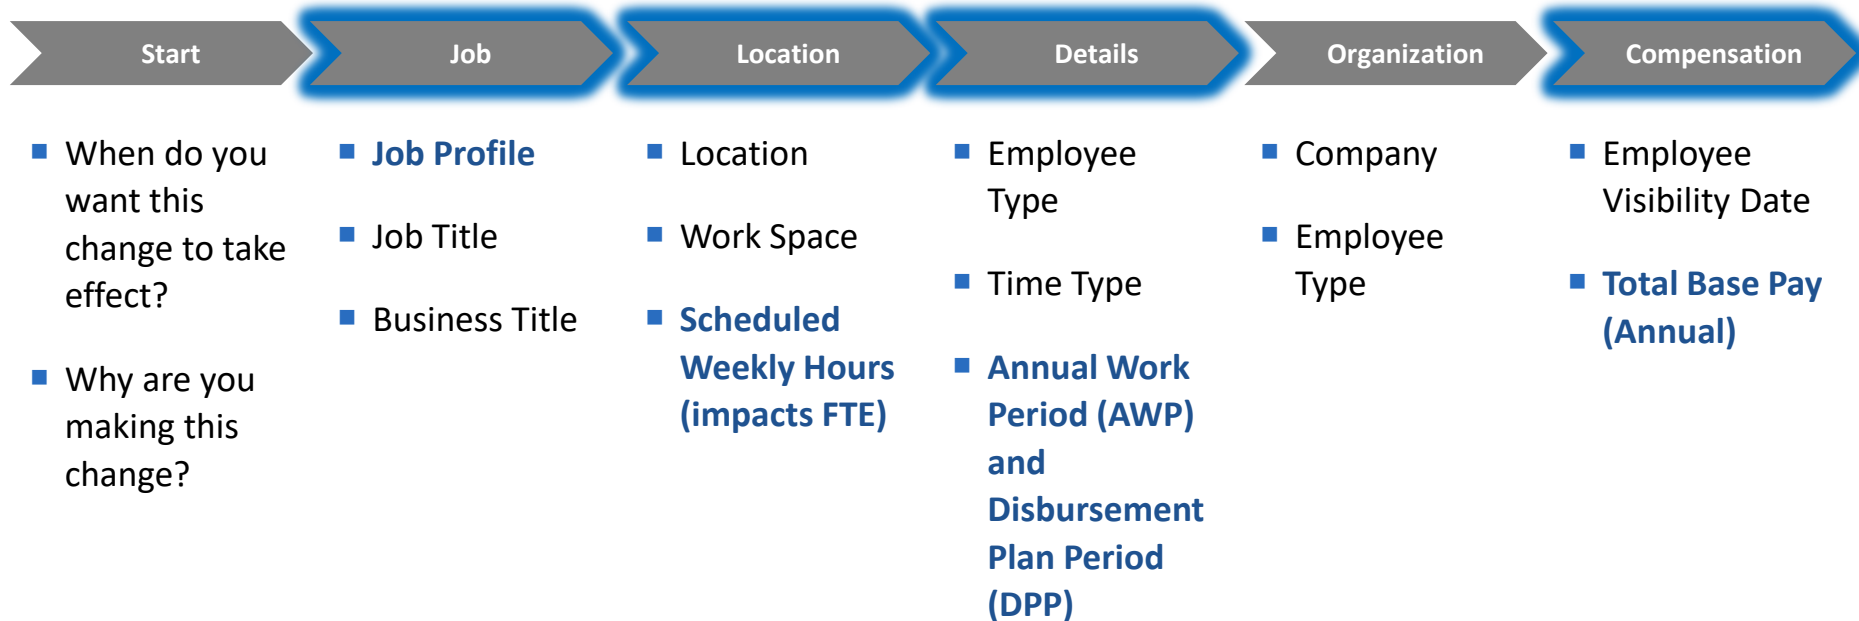 Start
Job
Location
Details
Organization
Compensation
When do you
want this
change to take
effect?
Why are you
making this
change?
Job Profile
Job Title
Business Title
Location
Work Space
Scheduled
Weekly Hours
(impacts FTE)
Employee
Type
Time Type
Annual Work
Period (AWP)
and
Disbursement
Plan Period
(DPP)
Company
Employee
Type
Employee
Visibility Date
Total Base Pay
(Annual)